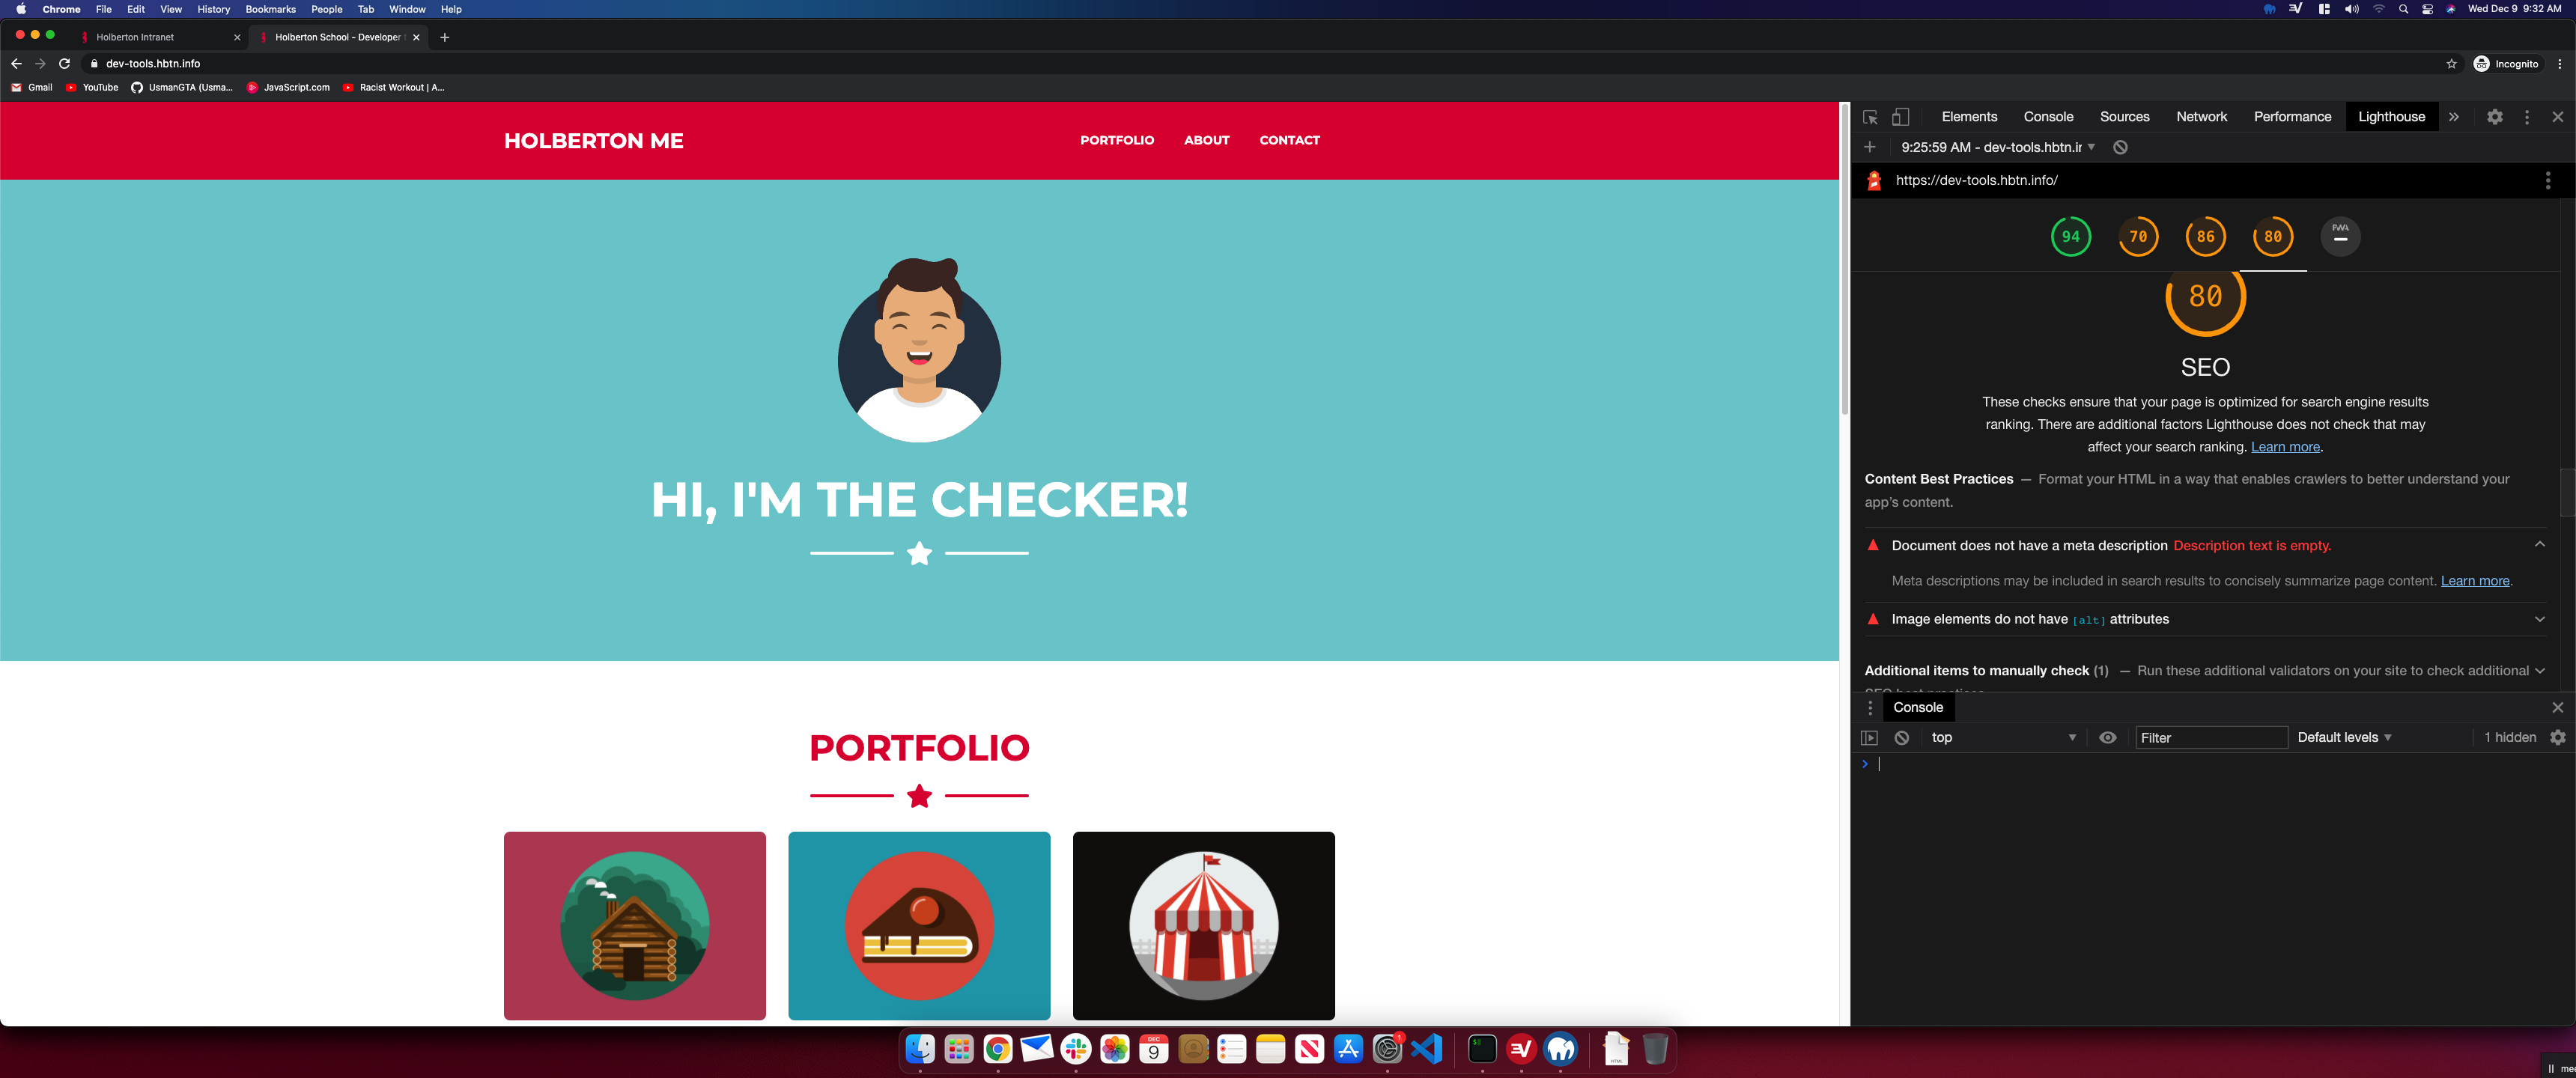 Chrome File Edit View History Bookmarks People Tab Window Help
Wed Dec 9 9:32 AM
Holberton Intranet
Holberton School - Developer
dev-tools.hbtn.info
Incognito
Gmail YouTube UsmanGTA (Usma... JavaScript.com Racist Workout | A...
HOLBERTON ME
PORTFOLIO ABOUT CONTACT
HI, I'M THE CHECKER!
PORTFOLIO
Elements Console Sources Network Performance Lighthouse
9:25:59 AM - dev-tools.hbtn.ir
https://dev-tools.hbtn.info/
94 70 86 80 PWA
80
SEO
These checks ensure that your page is optimized for search engine results
ranking. There are additional factors Lighthouse does not check that may
affect your search ranking. Learn more.
Content Best Practices — Format your HTML in a way that enables crawlers to better understand your
app's content.
Document does not have a meta description Description text is empty.
Meta descriptions may be included in search results to concisely summarize page content. Learn more.
Image elements do not have [alt] attributes
Additional items to manually check (1) — Run these additional validators on your site to check additional
SEO best practices
Console
top
Filter
Default levels
1 hidden
DEC
9
1
HTML